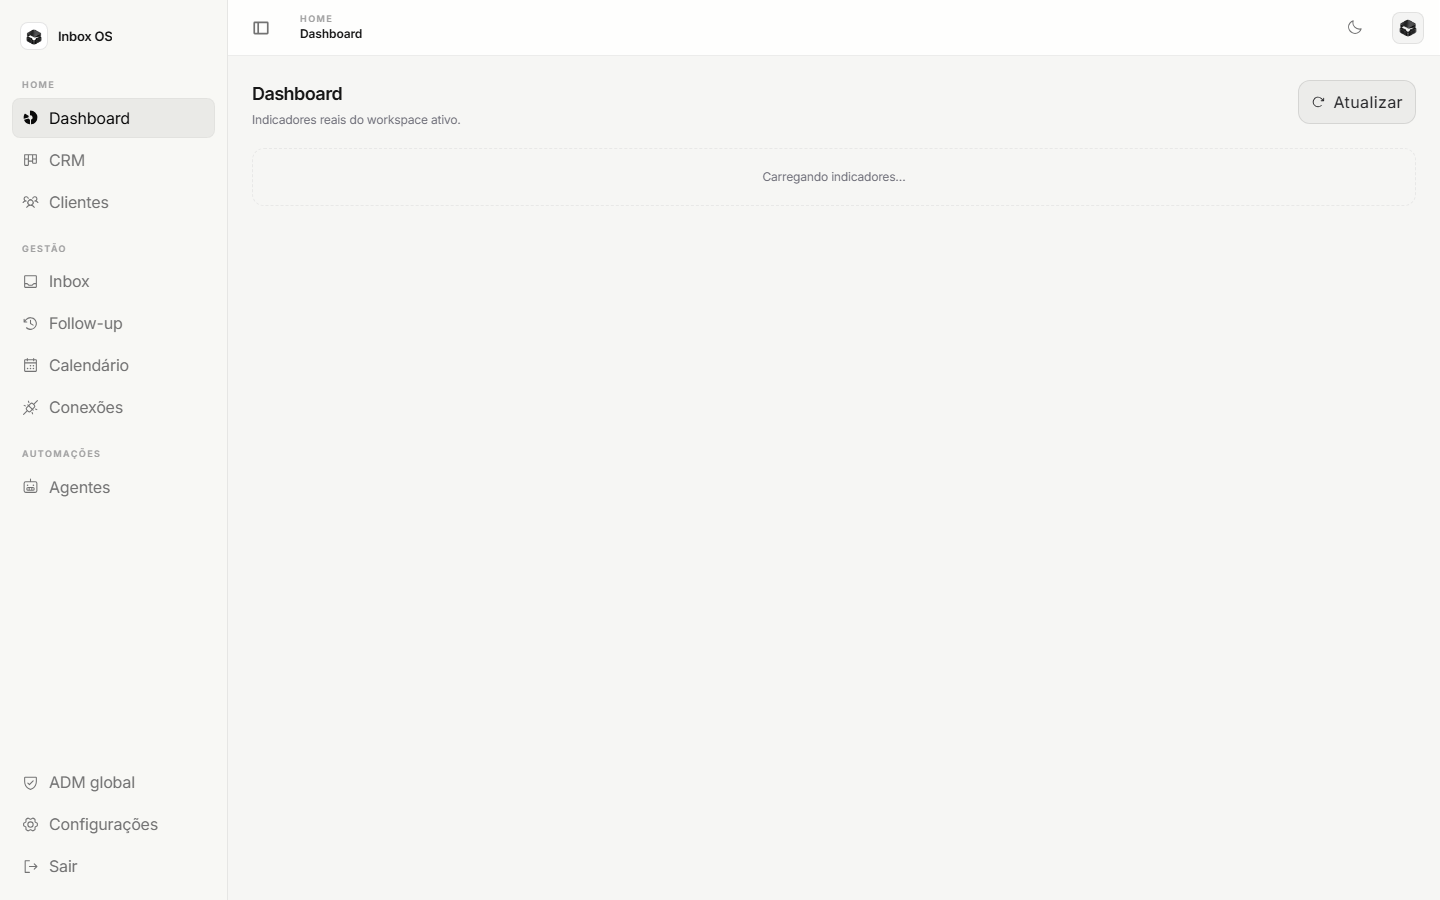 Inbox OS
HOME
Dashboard
CRM
Clientes
GESTÃO
Inbox
Follow-up
Calendário
Conexões
AUTOMAÇÕES
Agentes
ADM global
Configurações
Sair
HOME
Dashboard
Dashboard
Indicadores reais do workspace ativo.
Atualizar
Carregando indicadores...